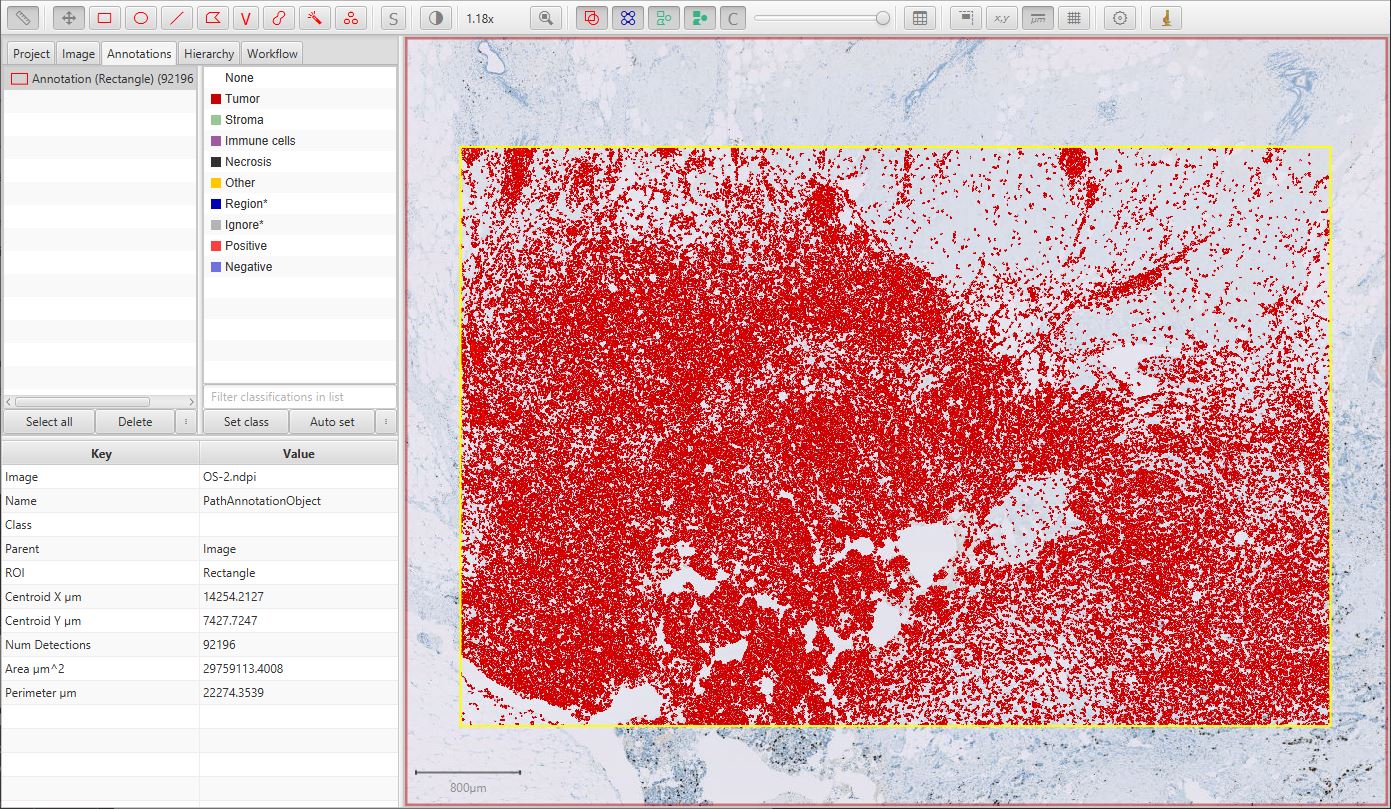 V
S
1.18x
C
x,y
µm
Project
Image
Annotations
Hierarchy
Workflow
Annotation (Rectangle) (92196
None
Tumor
Stroma
Immune cells
Necrosis
Other
Region*
Ignore*
Positive
Negative
Filter classifications in list
Select all
Delete
Set class
Auto set
Key Value
Image OS-2.ndpi
Name PathAnnotationObject
Class
Parent Image
ROI Rectangle
Centroid X µm 14254.2127
Centroid Y µm 7427.7247
Num Detections 92196
Area µm^2 29759113.4008
Perimeter µm 22274.3539
800µm